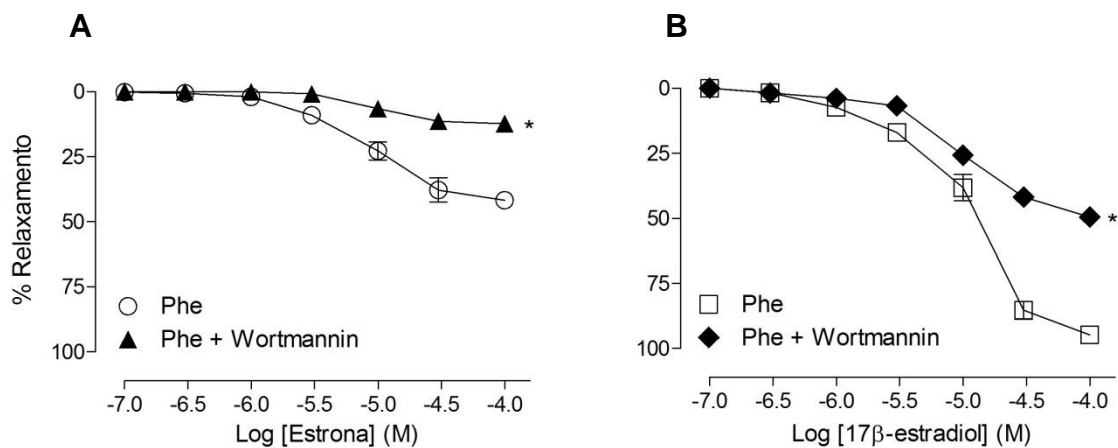 A
% Relaxamento
0
25
50
75
100
Phe
Phe + Wortmannin
*
-7.0 -6.5 -6.0 -5.5 -5.0 -4.5 -4.0
Log [Estrona] (M)
B
0
25
50
75
100
Phe
Phe + Wortmannin
*
-7.0 -6.5 -6.0 -5.5 -5.0 -4.5 -4.0
Log [17β-estradiol] (M)